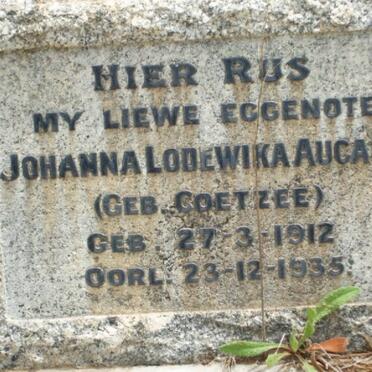 HIER RUS
MY LIEWE EGGENOTE
JOHANNA LODEWIKA AUCA
(GEB. COETZEE)
GEB. 27-3-1912
OORL. 23-12-1935